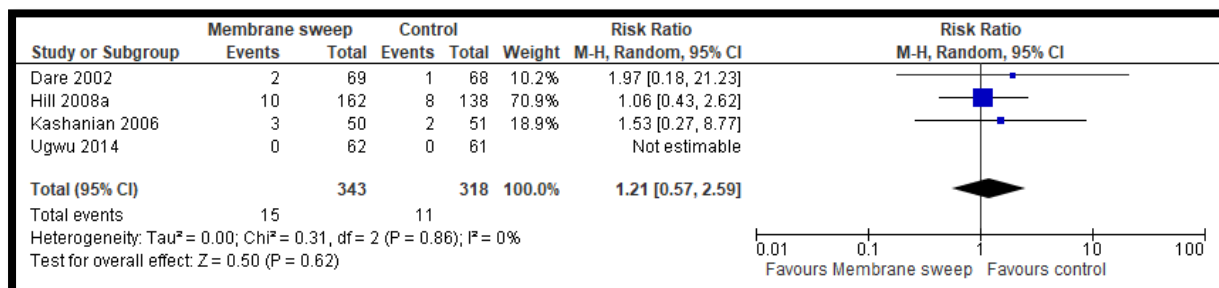 Membrane sweep Control Risk Ratio Risk Ratio
Study or Subgroup Events Total Events Total Weight M-H, Random, 95% CI M-H, Random, 95% CI
Dare 2002 2 69 1 68 10.2% 1.97 [0.18, 21.23]
Hill 2008a 10 162 8 138 70.9% 1.06 [0.43, 2.62]
Kashanian 2006 3 50 2 51 18.9% 1.53 [0.27, 8.77]
Ugwu 2014 0 62 0 61 Not estimable
Total (95% CI) 343 318 100.0% 1.21 [0.57, 2.59]
Total events 15 11
Heterogeneity: Tau² = 0.00; Chi² = 0.31, df = 2 (P = 0.86); I² = 0%
Test for overall effect: Z = 0.50 (P = 0.62)
0.01 0.1 1 10 100
Favours Membrane sweep Favours control